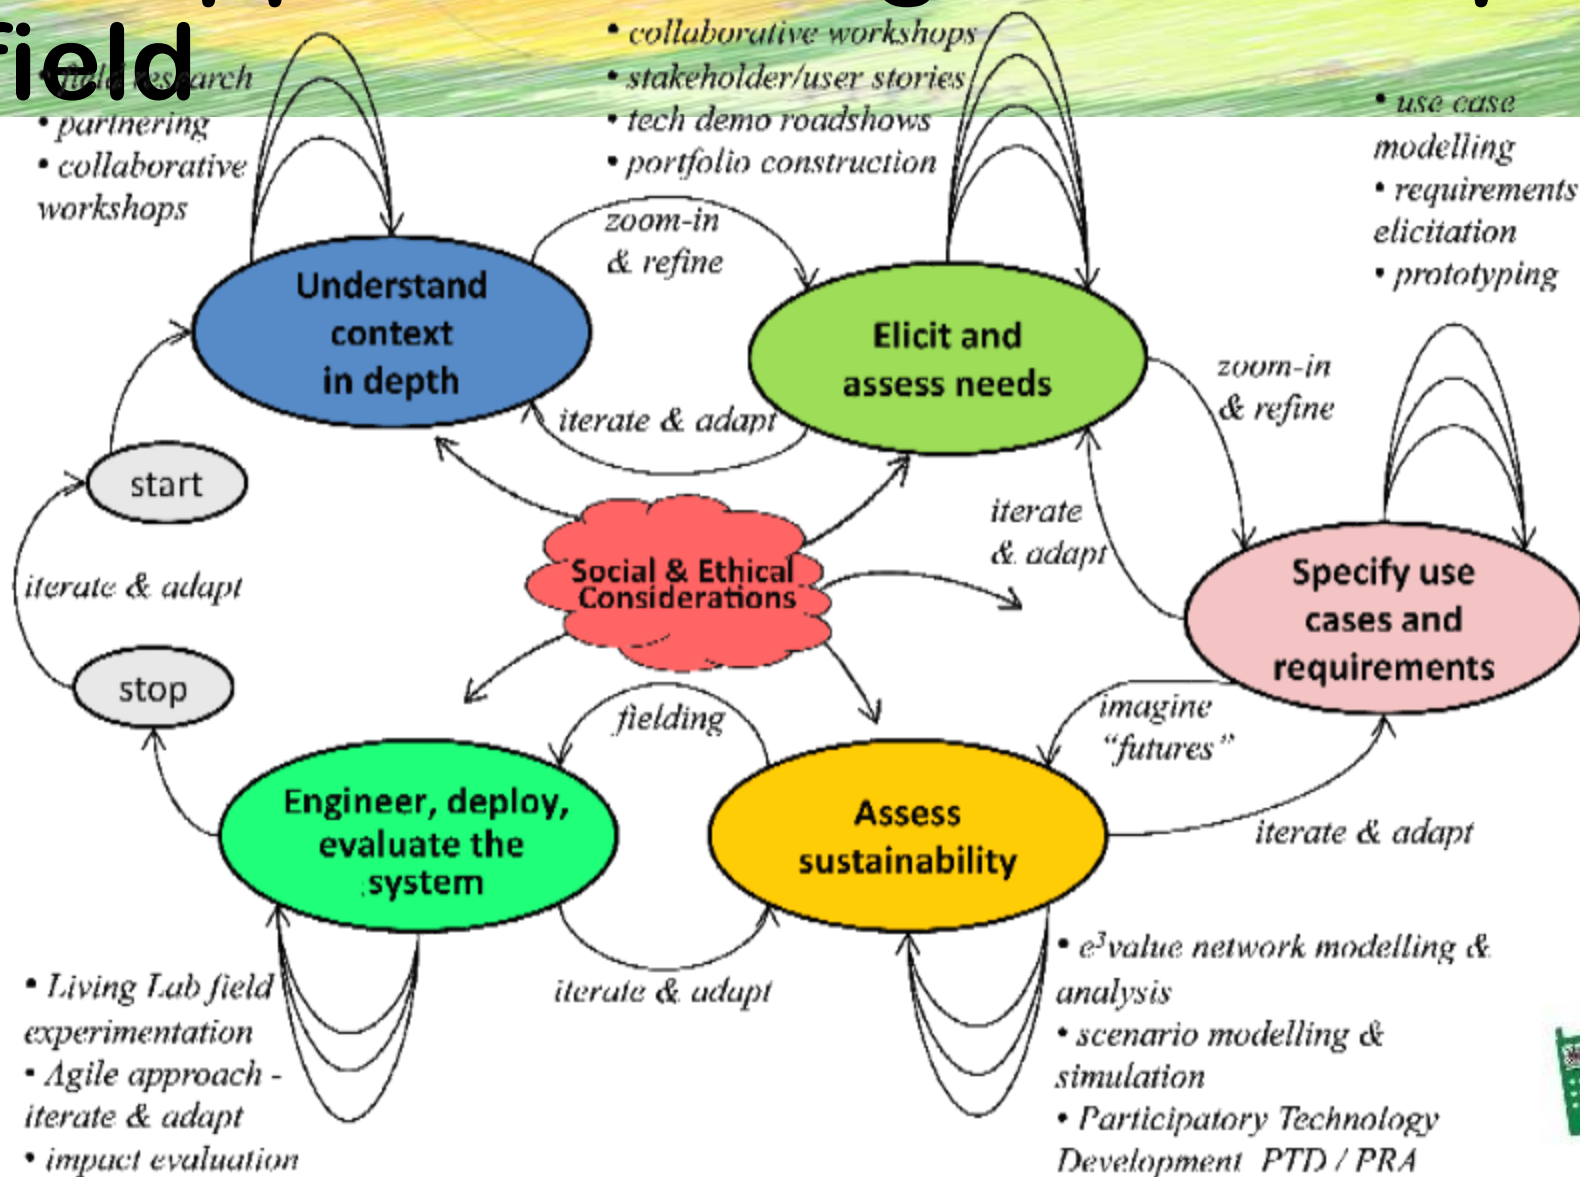 field
• field research
• partnering
• collaborative
workshops
• collaborative workshops
• stakeholder/user stories
• tech demo roadshows
• portfolio construction
• use case
modelling
• requirements
elicitation
• prototyping
zoom-in
& refine
Understand
context
in depth
Elicit and
assess needs
zoom-in
& refine
iterate & adapt
start
iterate
& adapt
Social & Ethical
Considerations
iterate & adapt
Specify use
cases and
requirements
stop
fielding
imagine
“futures”
Engineer, deploy,
evaluate the
system
Assess
sustainability
iterate & adapt
iterate & adapt
• Living Lab field
experimentation
• Agile approach -
iterate & adapt
• impact evaluation
• e³value network modelling &
analysis
• scenario modelling &
simulation
• Participatory Technology
Development PTD / PRA